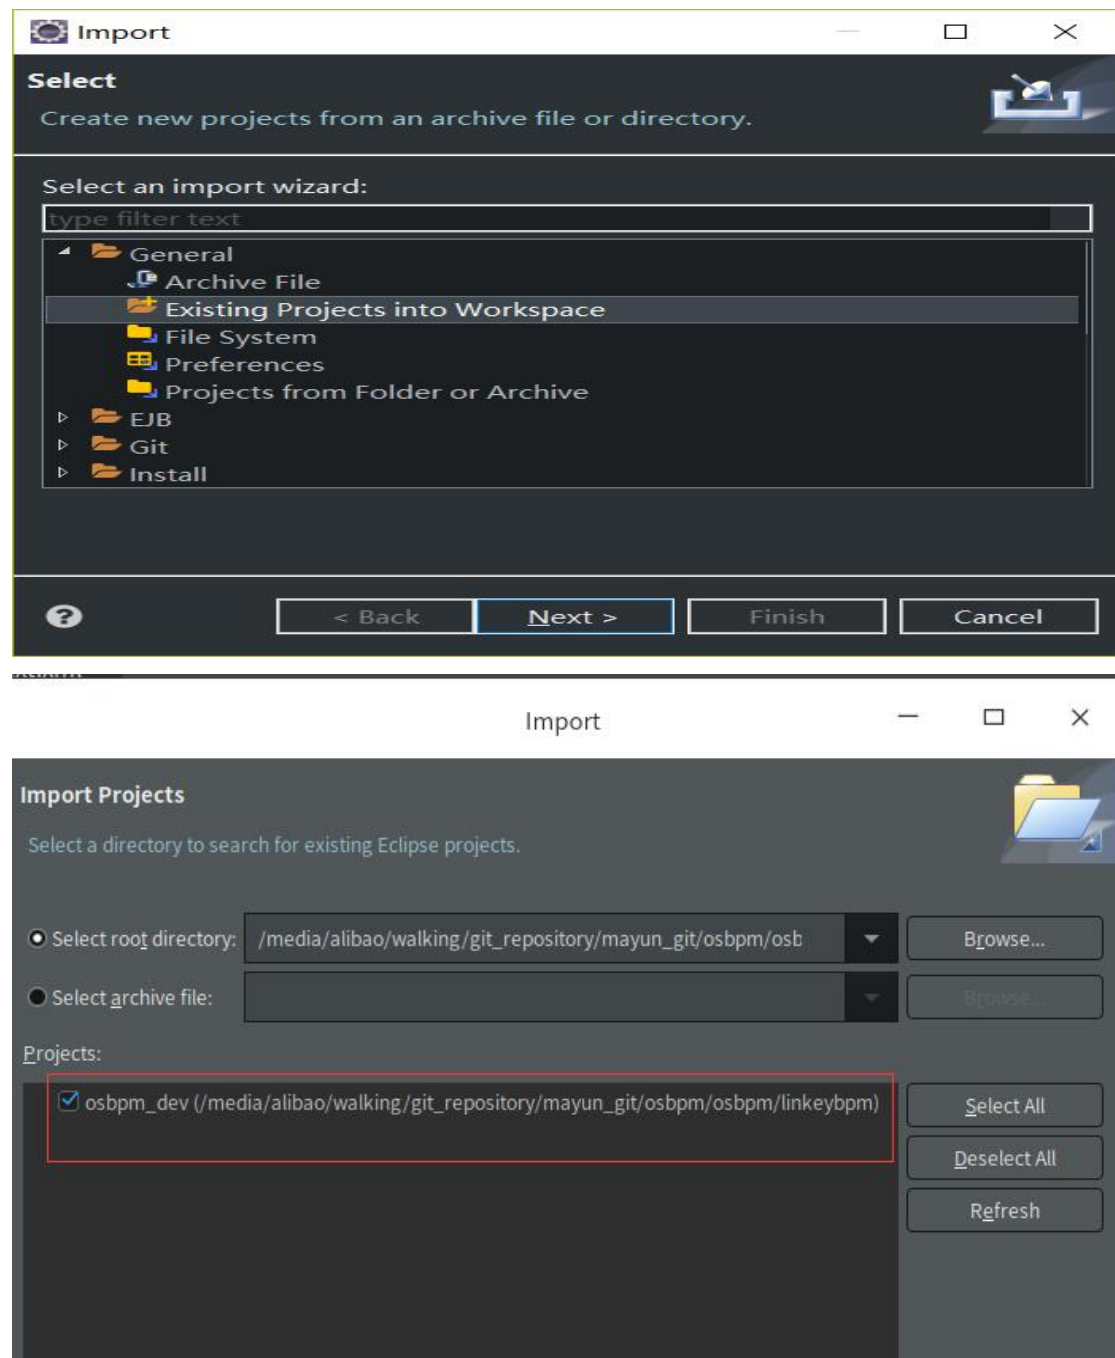 Import
Select
Create new projects from an archive file or directory.
Select an import wizard:
type filter text
General
Archive File
Existing Projects into Workspace
File System
Preferences
Projects from Folder or Archive
EJB
Git
Install
< Back
Next >
Finish
Cancel
Import
Import Projects
Select a directory to search for existing Eclipse projects.
Select root directory: /media/alibao/walking/git_repository/mayun_git/osbpm/osb Browse...
Select archive file: Browse...
Projects:
osbpm_dev (/media/alibao/walking/git_repository/mayun_git/osbpm/osbpm/linkeybpm)
Select All
Deselect All
Refresh